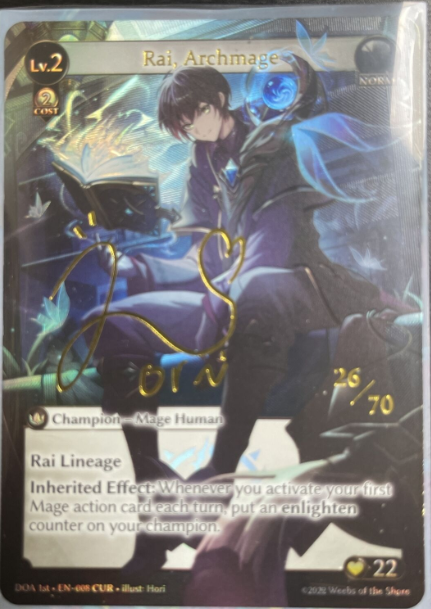 Lv.2
Rai, Archmage
NORM
2
COST
26/70
Champion – Mage Human
Rai Lineage
Inherited Effect: Whenever you activate your first
Mage action card each turn, put an enlighten
counter on your champion.
22
DOA 1st • EN-008 CUR • illust: Hori
Weebs of the Shore